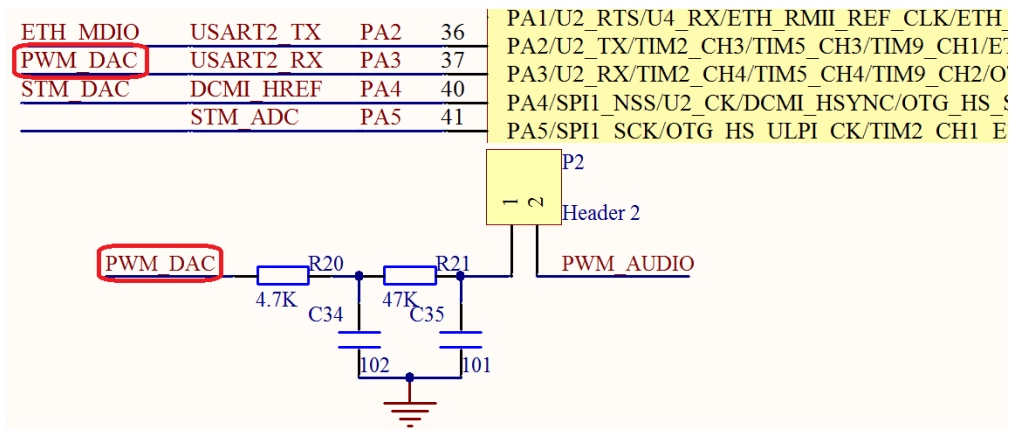 PA1/U2_RTS/U4_RX/ETH_RMII_REF_CLK/ETH_
ETH_MDIO USART2_TX PA2 36 PA2/U2_TX/TIM2_CH3/TIM5_CH3/TIM9_CH1/ET
PWM_DAC USART2_RX PA3 37 PA3/U2_RX/TIM2_CH4/TIM5_CH4/TIM9_CH2/OT
STM_DAC DCMI_HREF PA4 40 PA4/SPI1_NSS/U2_CK/DCMI_HSYNC/OTG_HS_S
STM_ADC PA5 41 PA5/SPI1_SCK/OTG_HS_ULPI_CK/TIM2_CH1_E
P2
1 2
Header 2
PWM_DAC R20 R21 PWM_AUDIO
4.7K 47K
C34 C35
102 101